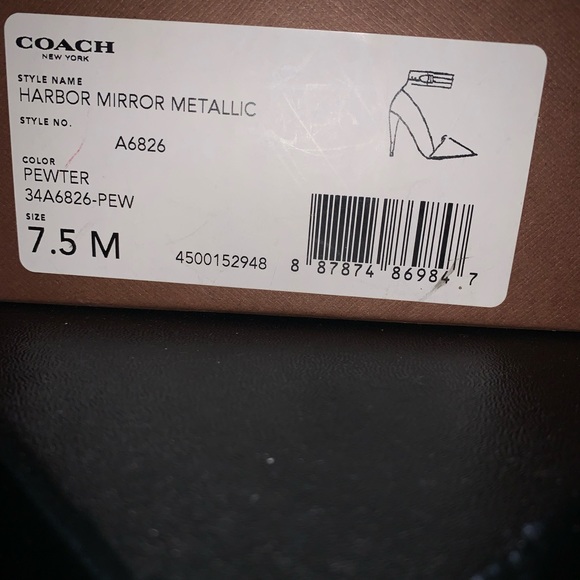 COACH
NEW YORK
STYLE NAME
HARBOR MIRROR METALLIC
STYLE NO.
A6826
COLOR
PEWTER
34A6826-PEW
SIZE
7.5 M
4500152948
8 87874 86984 7